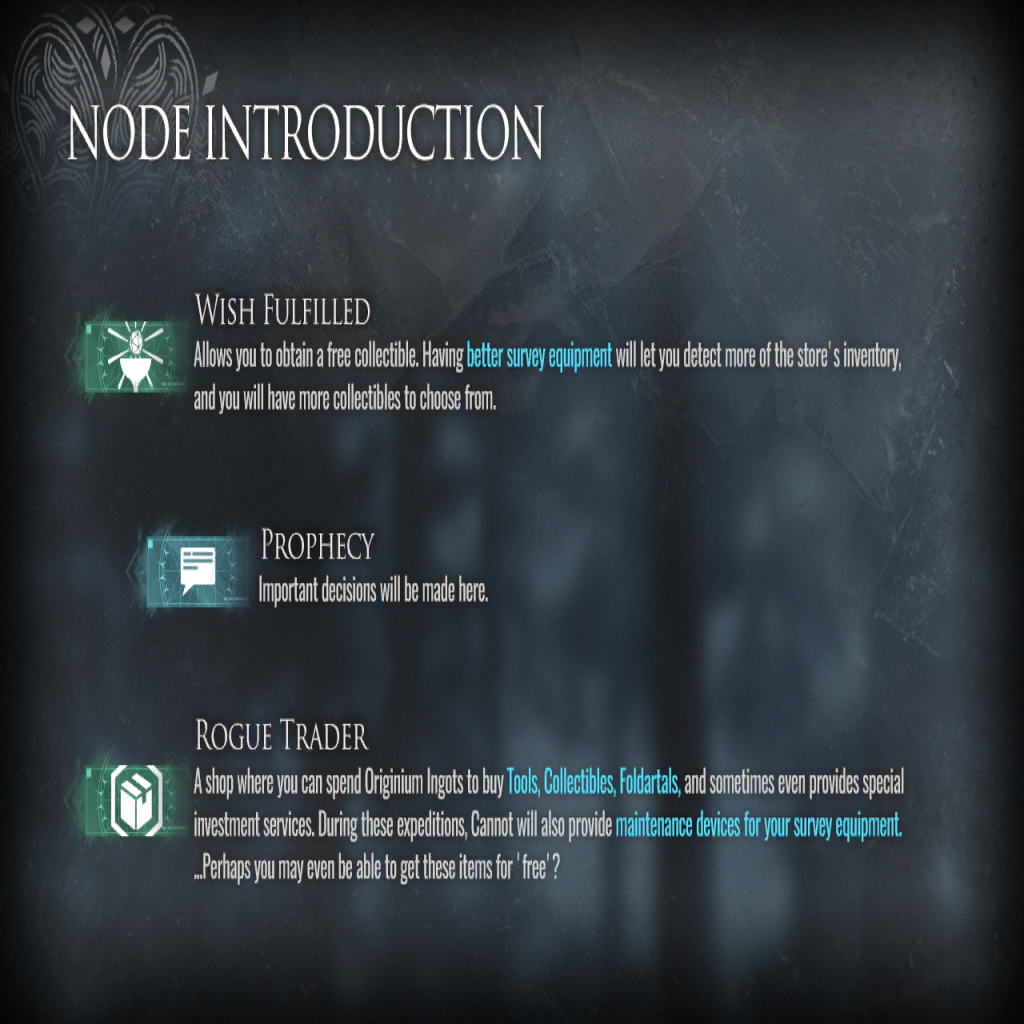 NODE INTRODUCTION
WISH FULFILLED
Allows you to obtain a free collectible. Having better survey equipment will let you detect more of the store's inventory,
and you will have more collectibles to choose from.
PROPHECY
Important decisions will be made here.
ROGUE TRADER
A shop where you can spend Originium Ingots to buy Tools, Collectibles, Foldartals, and sometimes even provides special
investment services. During these expeditions, Cannot will also provide maintenance devices for your survey equipment.
...Perhaps you may even be able to get these items for 'free'?